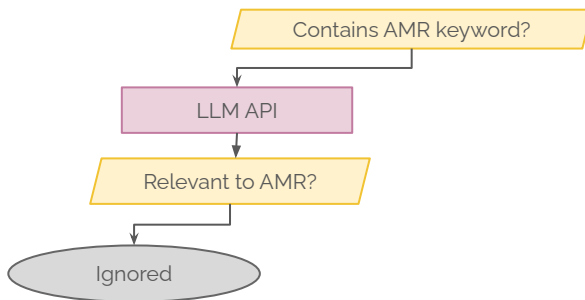 Contains AMR keyword?
LLM API
Relevant to AMR?
Ignored